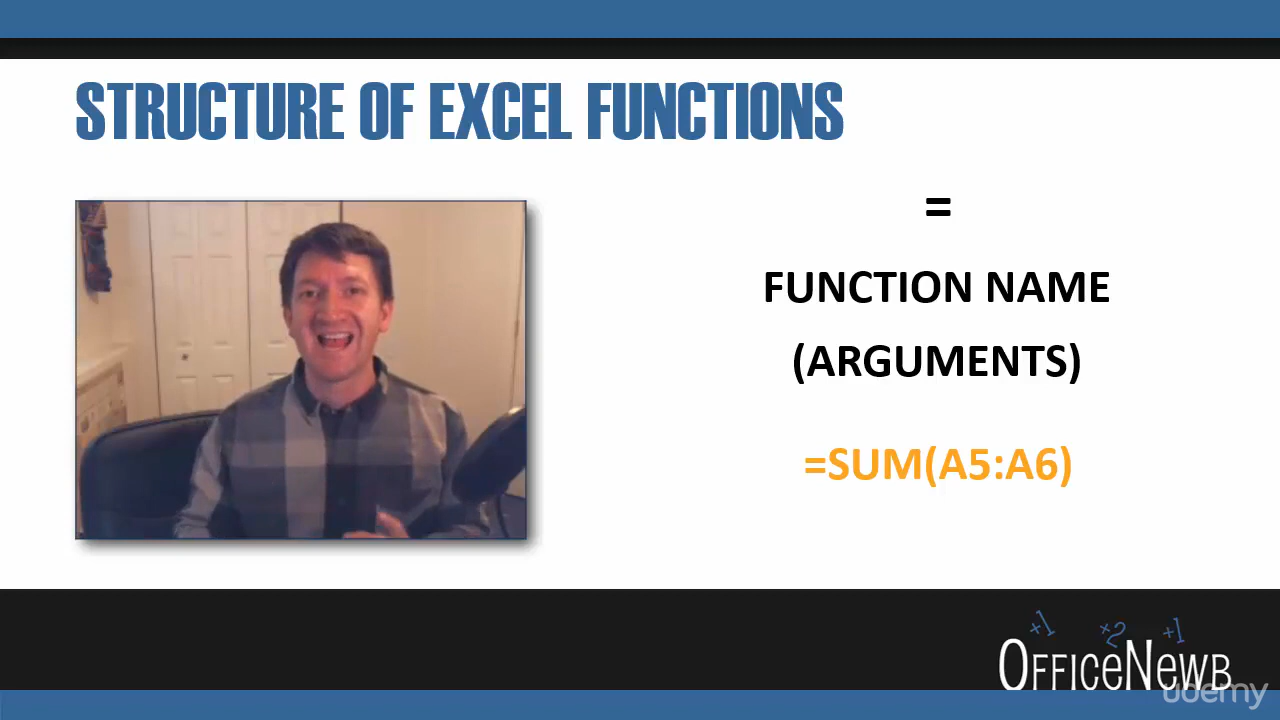 STRUCTURE OF EXCEL FUNCTIONS
=
FUNCTION NAME
(ARGUMENTS)
=SUM(A5:A6)
+1 +2 +1
OFFICENEWB
udemy